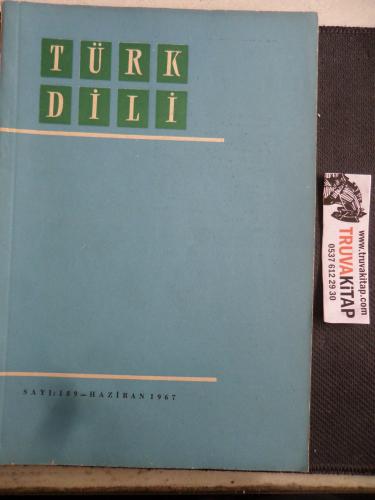 TÜRK
DİLİ
SAYI: 189 — HAZİRAN 1967
www.truvakitap.com
TRUVAKİTAP
0537 612 29 30